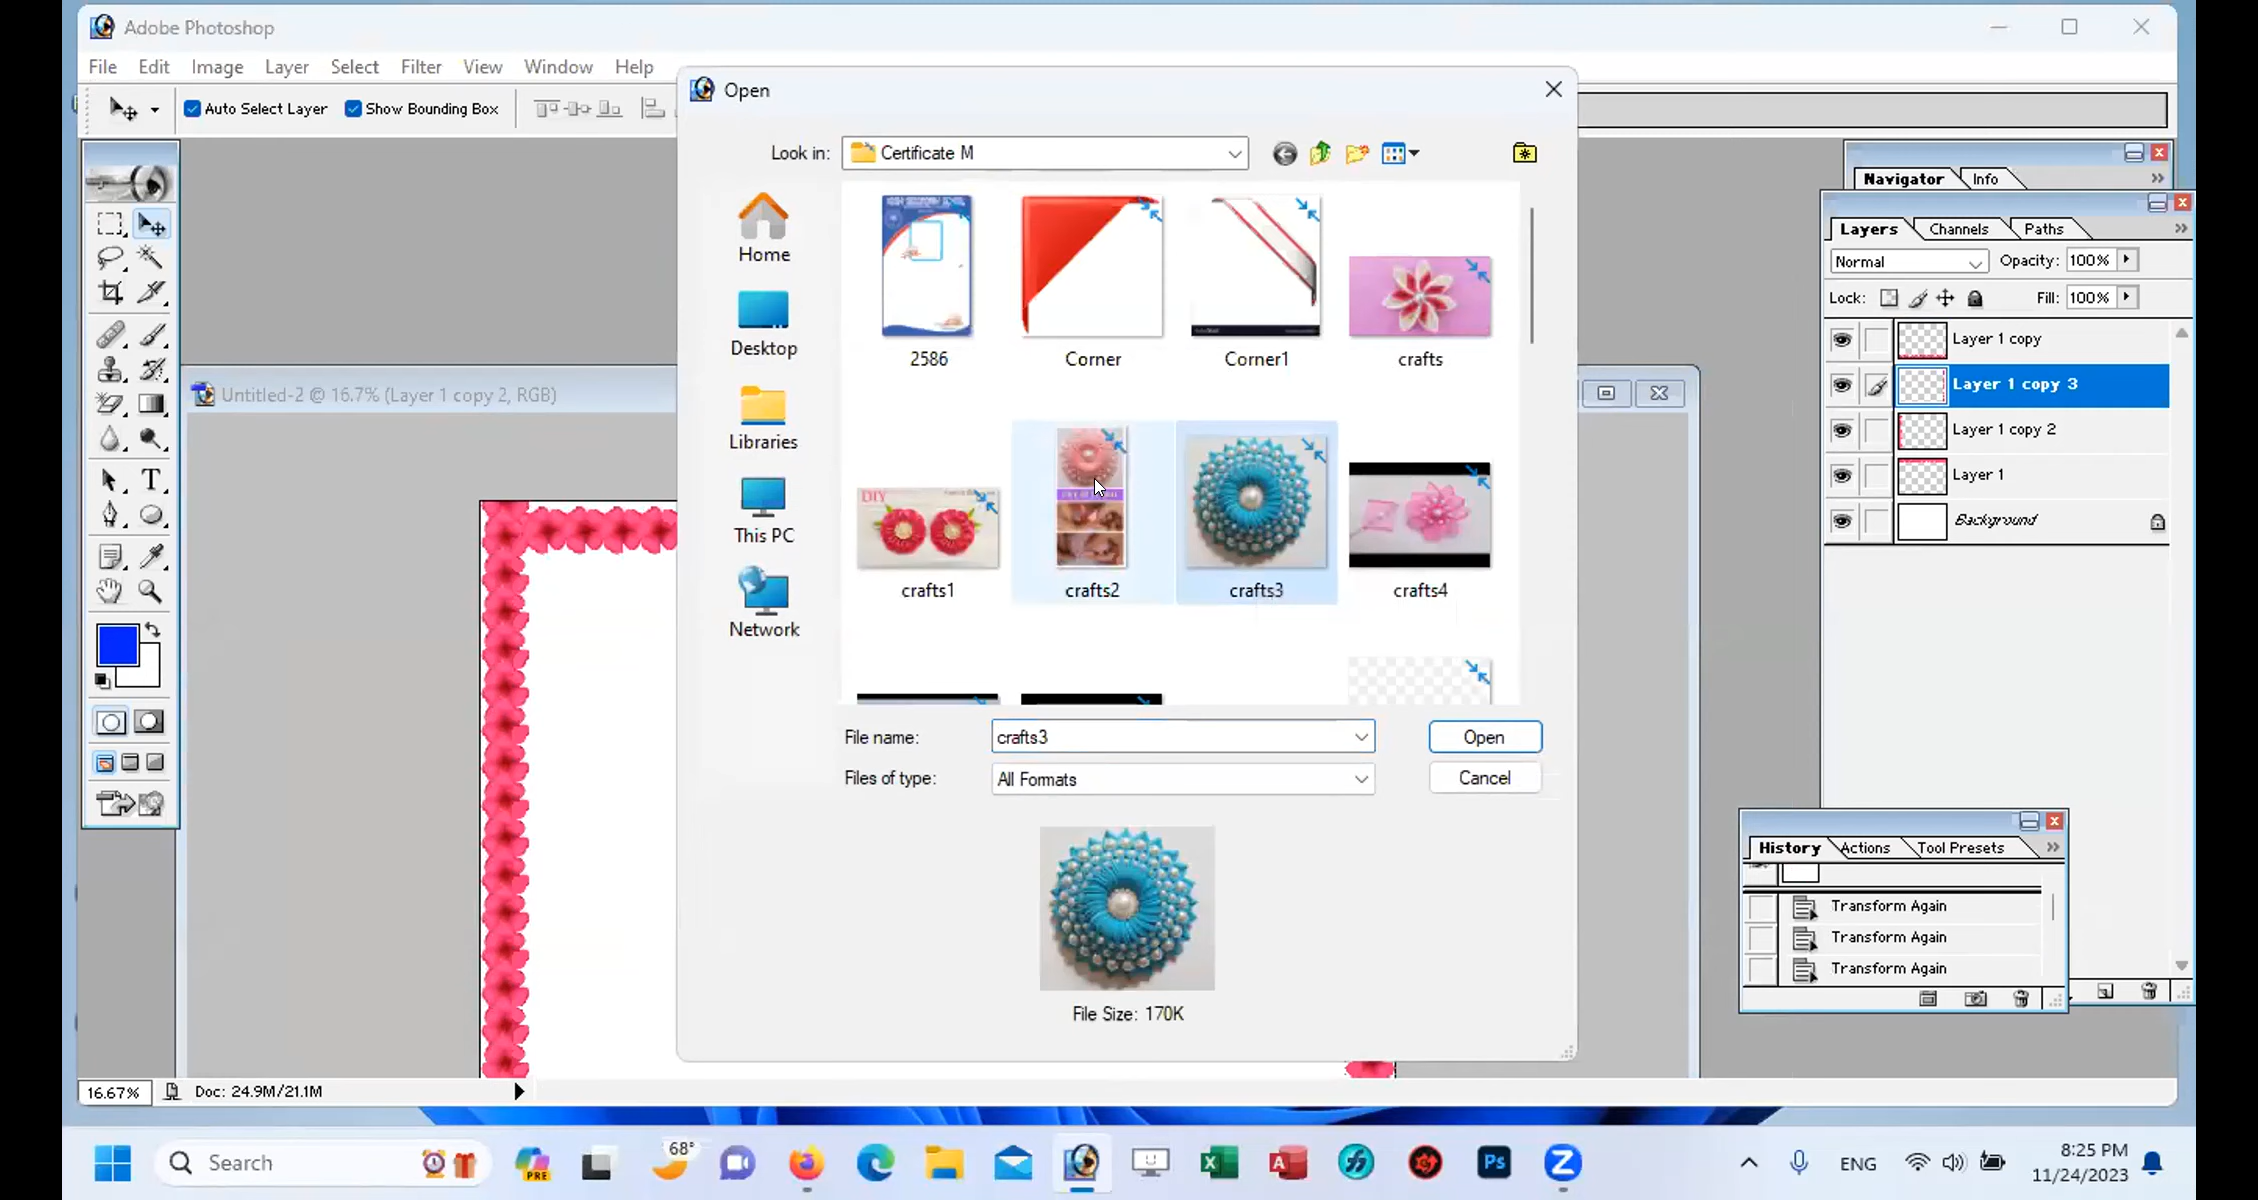 Adobe Photoshop
File Edit Image Layer Select Filter View Window Help
Auto Select Layer Show Bounding Box
Open
Look in: Certificate M
Home
Desktop
Libraries
This PC
Network
2586 Corner Corner1 crafts
DIY
crafts1 crafts2 crafts3 crafts4
File name: crafts3 Open
Files of type: All Formats Cancel
File Size: 170K
Untitled-2 @ 16.7% (Layer 1 copy 2, RGB)
Navigator Info
Layers Channels Paths
Normal Opacity: 100%
Lock: Fill: 100%
Layer 1 copy
Layer 1 copy 3
Layer 1 copy 2
Layer 1
Background
History Actions Tool Presets
Transform Again
Transform Again
Transform Again
16.67% Doc: 24.9M/21.1M
Search PRE 68° Ps ENG 8:25 PM
11/24/2023